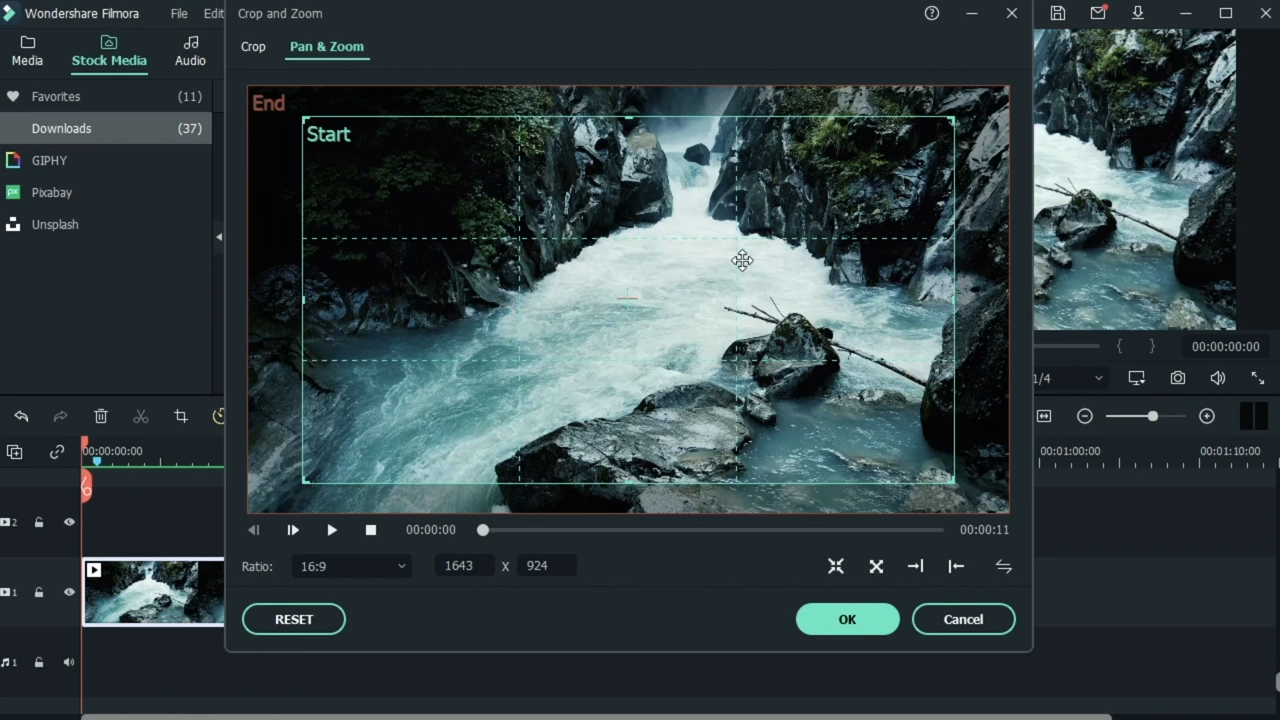 Wondershare Filmora
File
Edit
Crop and Zoom
Media
Stock Media
Audio
Crop
Pan & Zoom
Favorites (11)
Downloads (37)
GIPHY
Pixabay
Unsplash
End
Start
00:00:00:00
1/4
00:00:00
00:00:11
Ratio: 16:9 1643 X 924
RESET
OK
Cancel
00:00:00:00
00:01:00:00
00:01:10:00
2
1
1